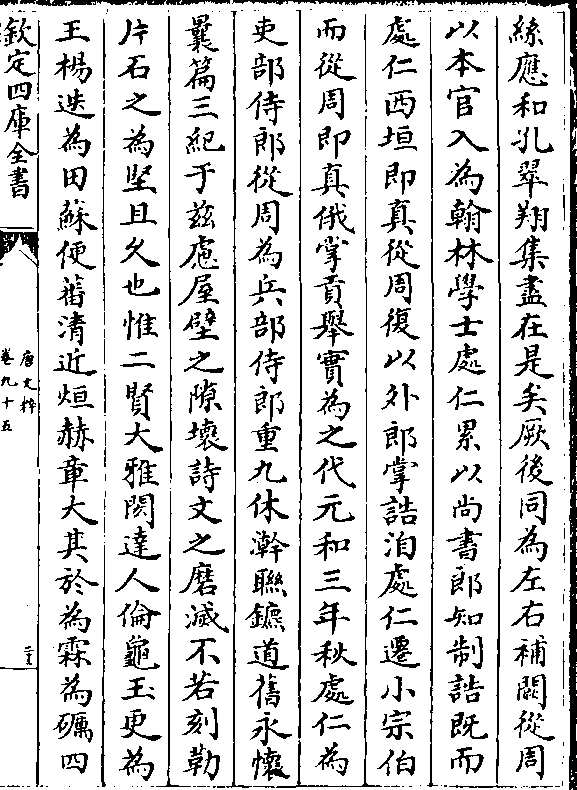 絲應和孔翠翔集盡在是矣厥後同為左右補闕從周
以本官入為翰林學士處仁累以尚書郎知制誥既而
處仁西垣即真從周復以外郎掌誥洎處仁遷小宗伯
而從周即真俄掌貢舉實為之代元和三年秋處仁為
吏部侍郎從周為兵部侍郎重九休澣聯鑣道舊永懷
曩篇三紀于茲慮屋壁之隙壞詩文之磨滅不若刻勒
片石之為堅且久也惟二賢大雅閎達人倫龜玉更為
王楊迭為田蘇便蕃清近烜赫章大其於為霖為礪四
欽定四庫全書
唐文粹
卷九十五
二十五